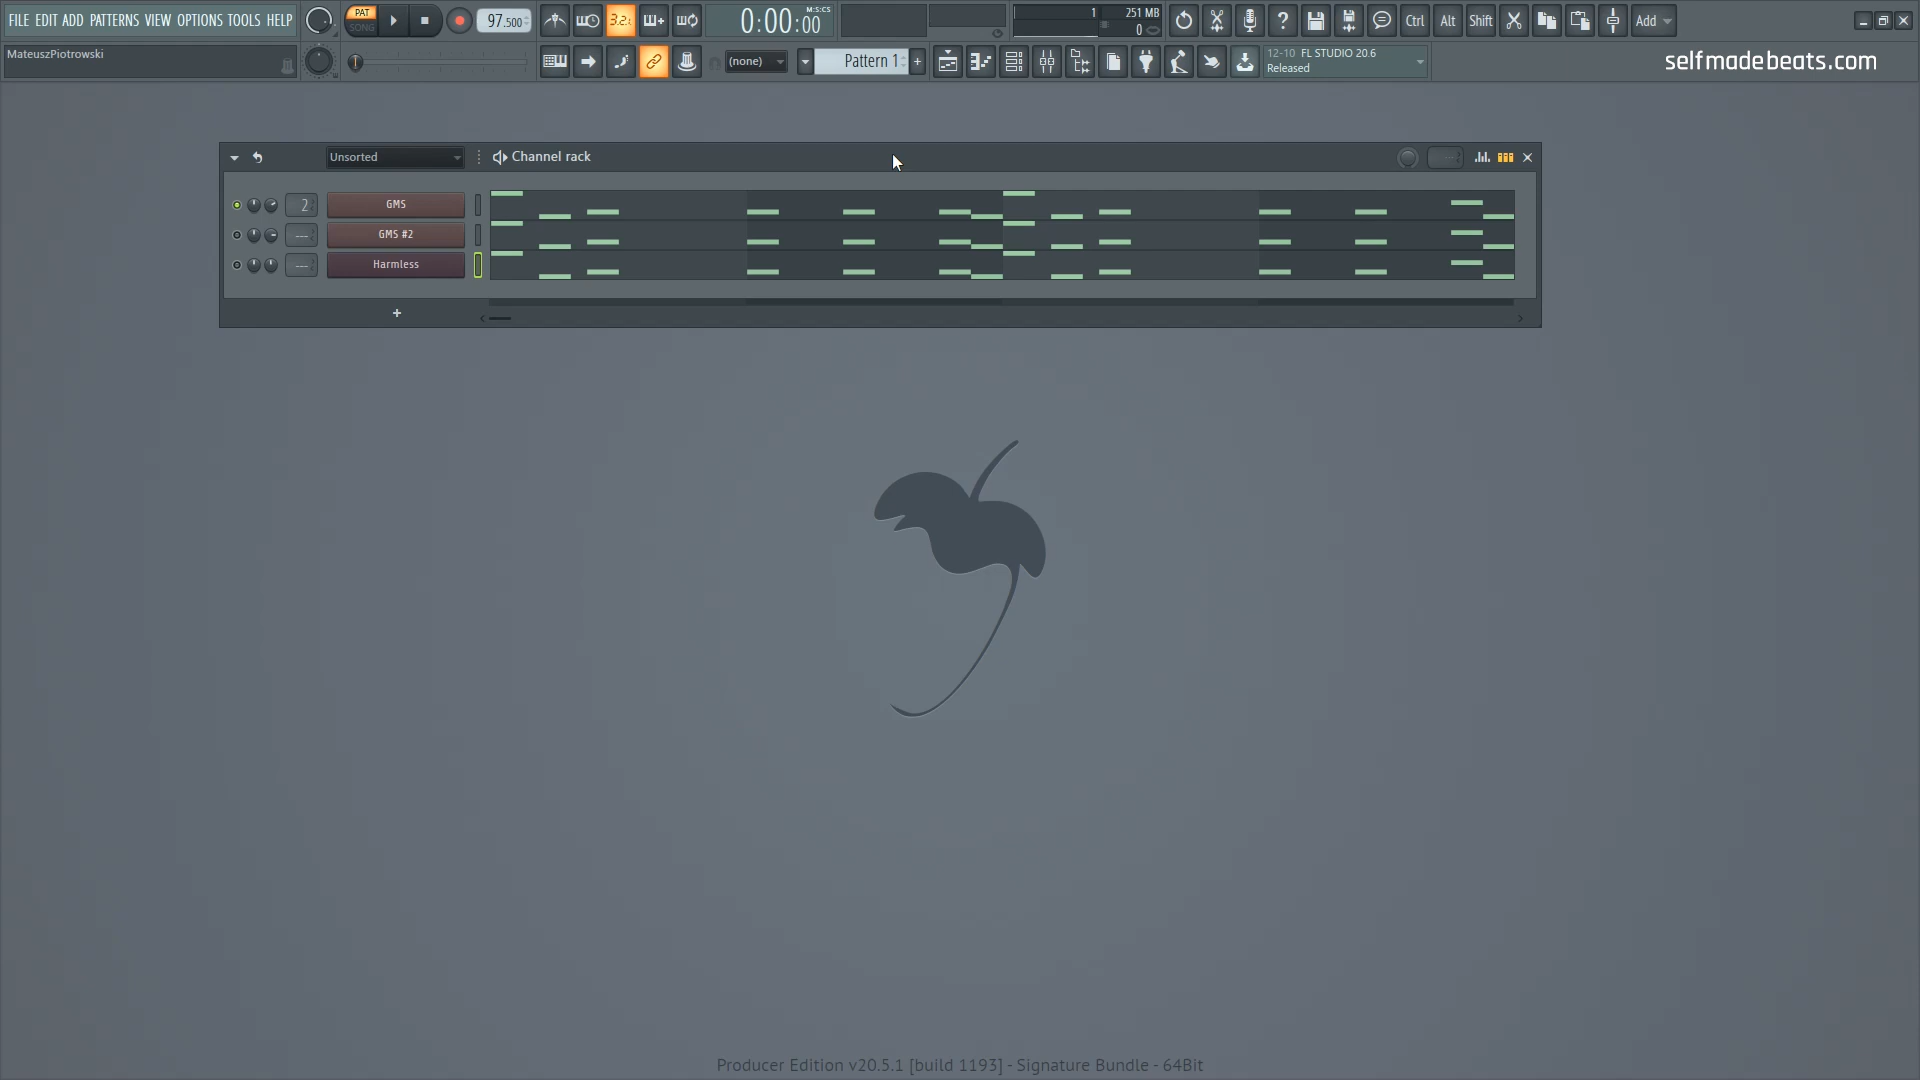 FILE EDIT ADD PATTERNS VIEW OPTIONS TOOLS HELP
PAT
SONG
97.500
3.2.
0:00:00
M:S:CS
1
251 MB
0
Ctrl
Alt
Shift
Add
MateuszPiotrowski
(none)
Pattern 1
+
12-10 FL STUDIO 20.6
Released
selfmadebeats.com
Unsorted
Channel rack
2
GMS
---
GMS #2
---
Harmless
+
Producer Edition v20.5.1 [build 1193] - Signature Bundle - 64Bit